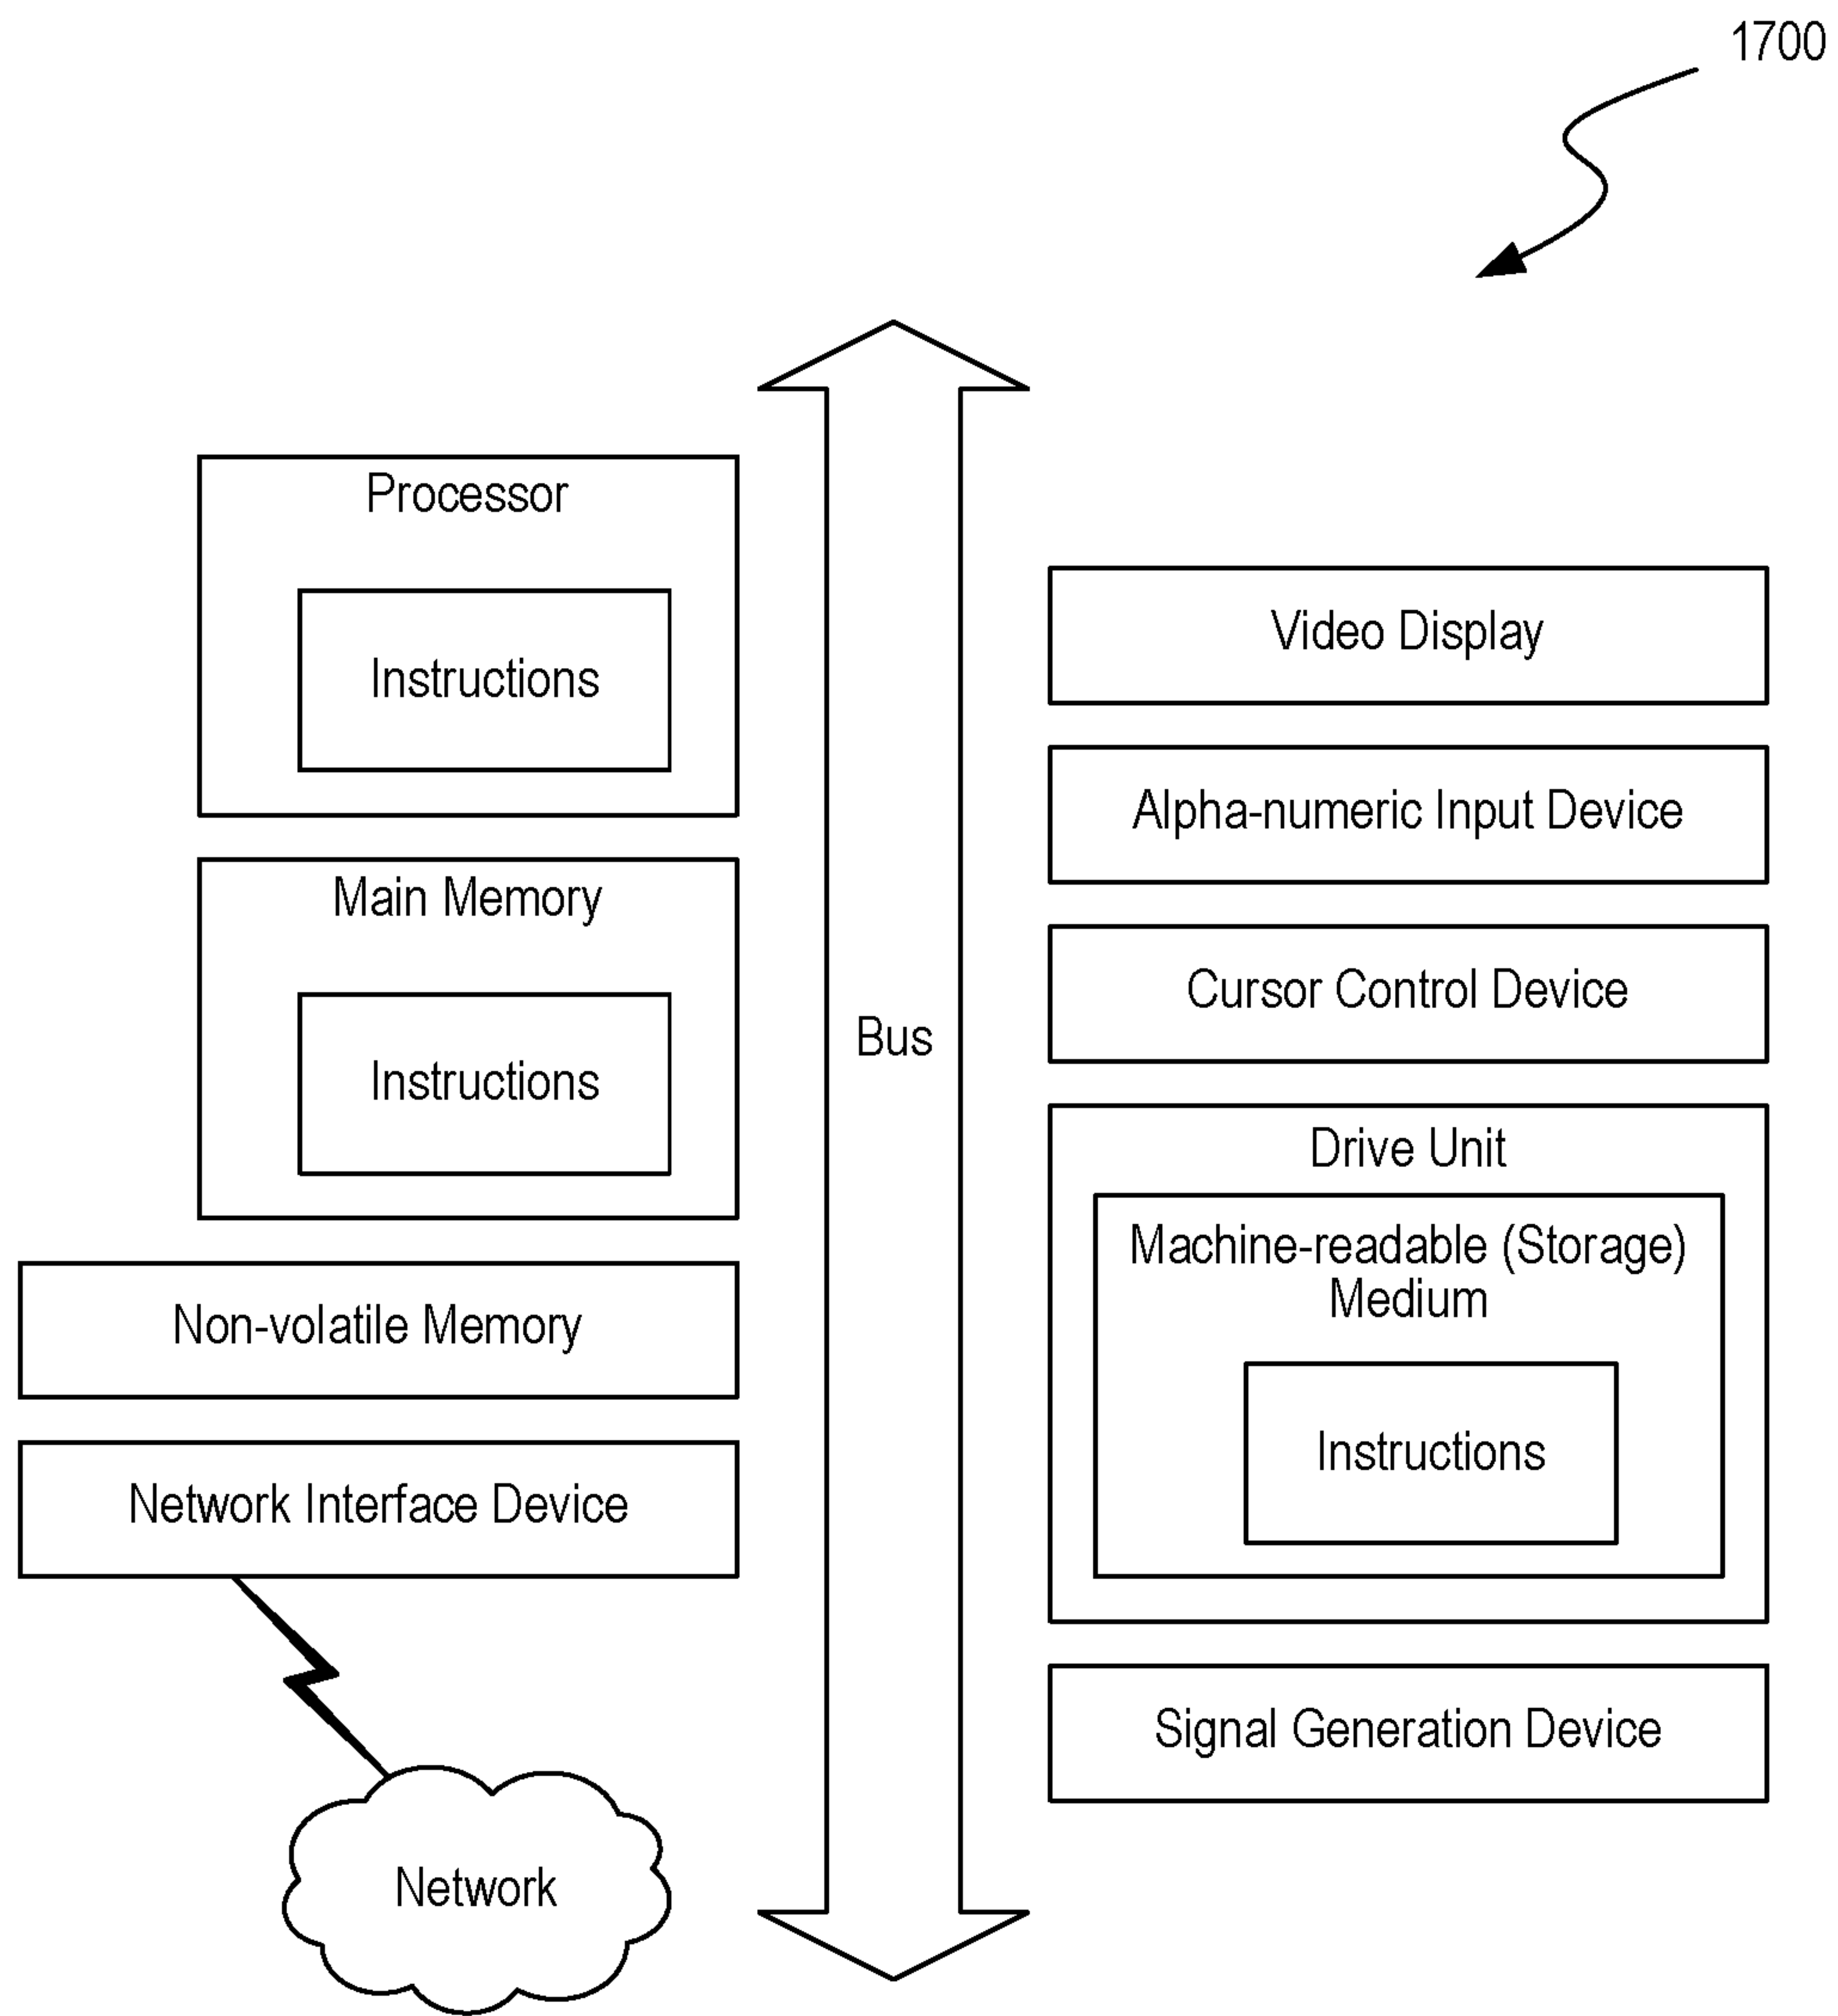 1700
Processor
Instructions
Main Memory
Instructions
Non-volatile Memory
Network Interface Device
Network
Bus
Video Display
Alpha-numeric Input Device
Cursor Control Device
Drive Unit
Machine-readable (Storage)
Medium
Instructions
Signal Generation Device